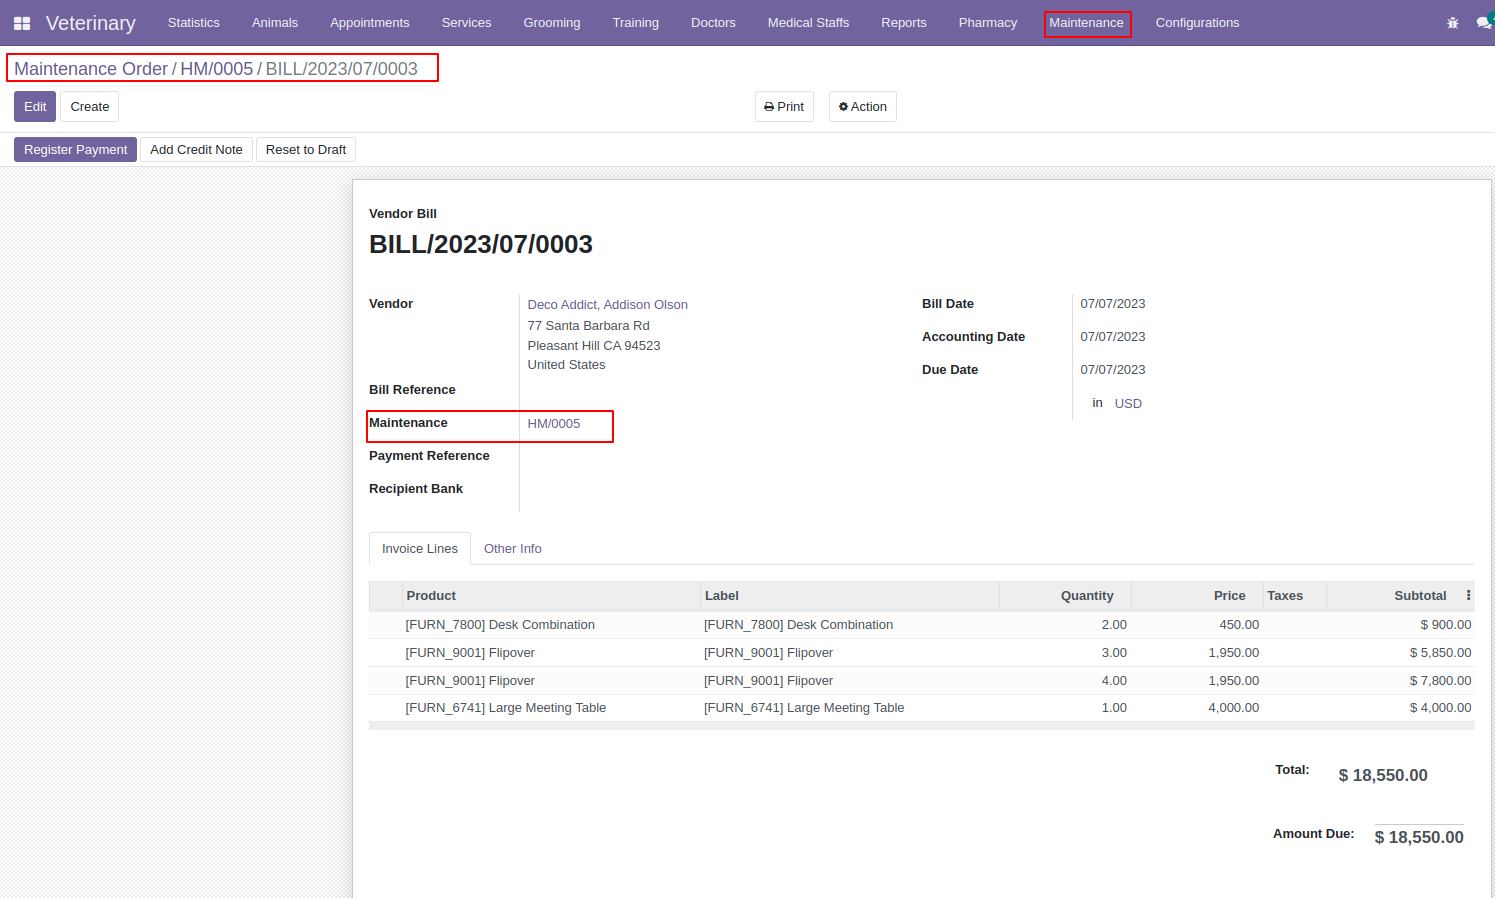 Veterinary Statistics Animals Appointments Services Grooming Training Doctors Medical Staffs Reports Pharmacy Maintenance Configurations
Maintenance Order / HM/0005 / BILL/2023/07/0003
Edit Create Print Action
Register Payment Add Credit Note Reset to Draft
Vendor Bill
BILL/2023/07/0003
Vendor Deco Addict, Addison Olson Bill Date 07/07/2023
77 Santa Barbara Rd
Pleasant Hill CA 94523 Accounting Date 07/07/2023
United States Due Date 07/07/2023
Bill Reference
in USD
Maintenance HM/0005
Payment Reference
Recipient Bank
Invoice Lines Other Info
Product Label Quantity Price Taxes Subtotal
[FURN_7800] Desk Combination [FURN_7800] Desk Combination 2.00 450.00 $ 900.00
[FURN_9001] Flipover [FURN_9001] Flipover 3.00 1,950.00 $ 5,850.00
[FURN_9001] Flipover [FURN_9001] Flipover 4.00 1,950.00 $ 7,800.00
[FURN_6741] Large Meeting Table [FURN_6741] Large Meeting Table 1.00 4,000.00 $ 4,000.00
Total: $ 18,550.00
Amount Due: $ 18,550.00